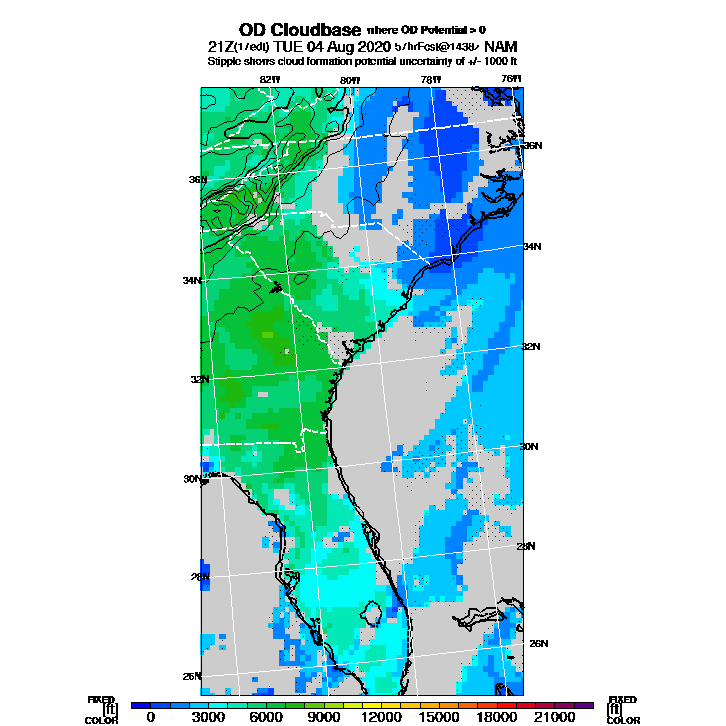 OD Cloudbase where OD Potential > 0
21Z(17edt) TUE 04 Aug 2020 NAM
Stipple shows cloud formation potential uncertainty of +/- 1000 ft
82W 80W 78W 76W
36N
36N
34N
34N
32N
32N
30N
30N
28N
28N
26N
26N
FIXED FIXED
[ft] 0 3000 6000 9000 12000 15000 18000 21000 [ft]
COLOR COLOR